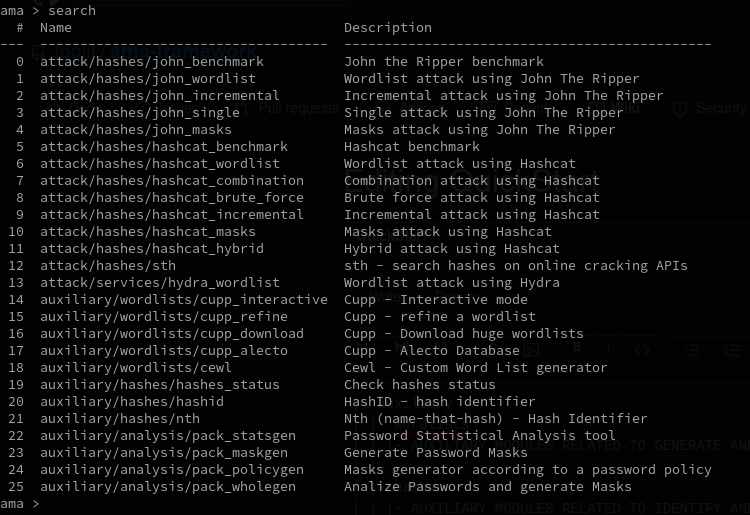 ama > search
# Name Description
--- ------------------------------------ ----------------------------------------------
0 attack/hashes/john_benchmark John the Ripper benchmark
1 attack/hashes/john_wordlist Wordlist attack using John The Ripper
2 attack/hashes/john_incremental Incremental attack using John The Ripper
3 attack/hashes/john_single Single attack using John The Ripper
4 attack/hashes/john_masks Masks attack using John The Ripper
5 attack/hashes/hashcat_benchmark Hashcat benchmark
6 attack/hashes/hashcat_wordlist Wordlist attack using Hashcat
7 attack/hashes/hashcat_combination Combination attack using Hashcat
8 attack/hashes/hashcat_brute_force Brute force attack using Hashcat
9 attack/hashes/hashcat_incremental Incremental attack using Hashcat
10 attack/hashes/hashcat_masks Masks attack using Hashcat
11 attack/hashes/hashcat_hybrid Hybrid attack using Hashcat
12 attack/hashes/sth sth - search hashes on online cracking APIs
13 attack/services/hydra_wordlist Wordlist attack using Hydra
14 auxiliary/wordlists/cupp_interactive Cupp - Interactive mode
15 auxiliary/wordlists/cupp_refine Cupp - refine a wordlist
16 auxiliary/wordlists/cupp_download Cupp - Download huge wordlists
17 auxiliary/wordlists/cupp_alecto Cupp - Alecto Database
18 auxiliary/wordlists/cewl Cewl - Custom Word List generator
19 auxiliary/hashes/hashes_status Check hashes status
20 auxiliary/hashes/hashid HashID - hash identifier
21 auxiliary/hashes/nth Nth (name-that-hash) - Hash Identifier
22 auxiliary/analysis/pack_statsgen Password Statistical Analysis tool
23 auxiliary/analysis/pack_maskgen Generate Password Masks
24 auxiliary/analysis/pack_policygen Masks generator according to a password policy
25 auxiliary/analysis/pack_wholegen Analize Passwords and generate Masks
ama >